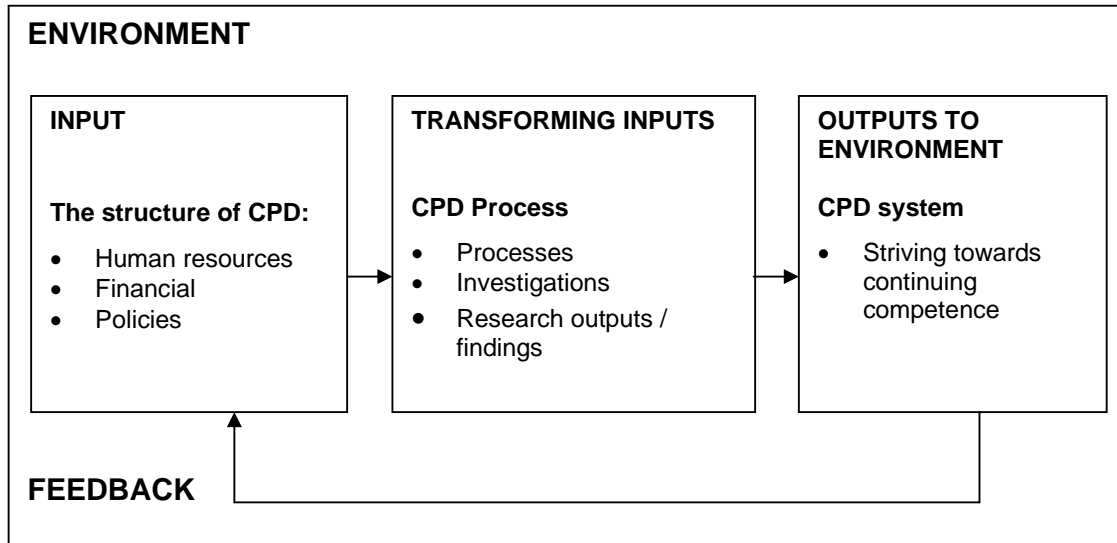 ENVIRONMENT
INPUT
The structure of CPD:
• Human resources
• Financial
• Policies
TRANSFORMING INPUTS
CPD Process
• Processes
• Investigations
• Research outputs /
findings
OUTPUTS TO
ENVIRONMENT
CPD system
• Striving towards
continuing
competence
FEEDBACK